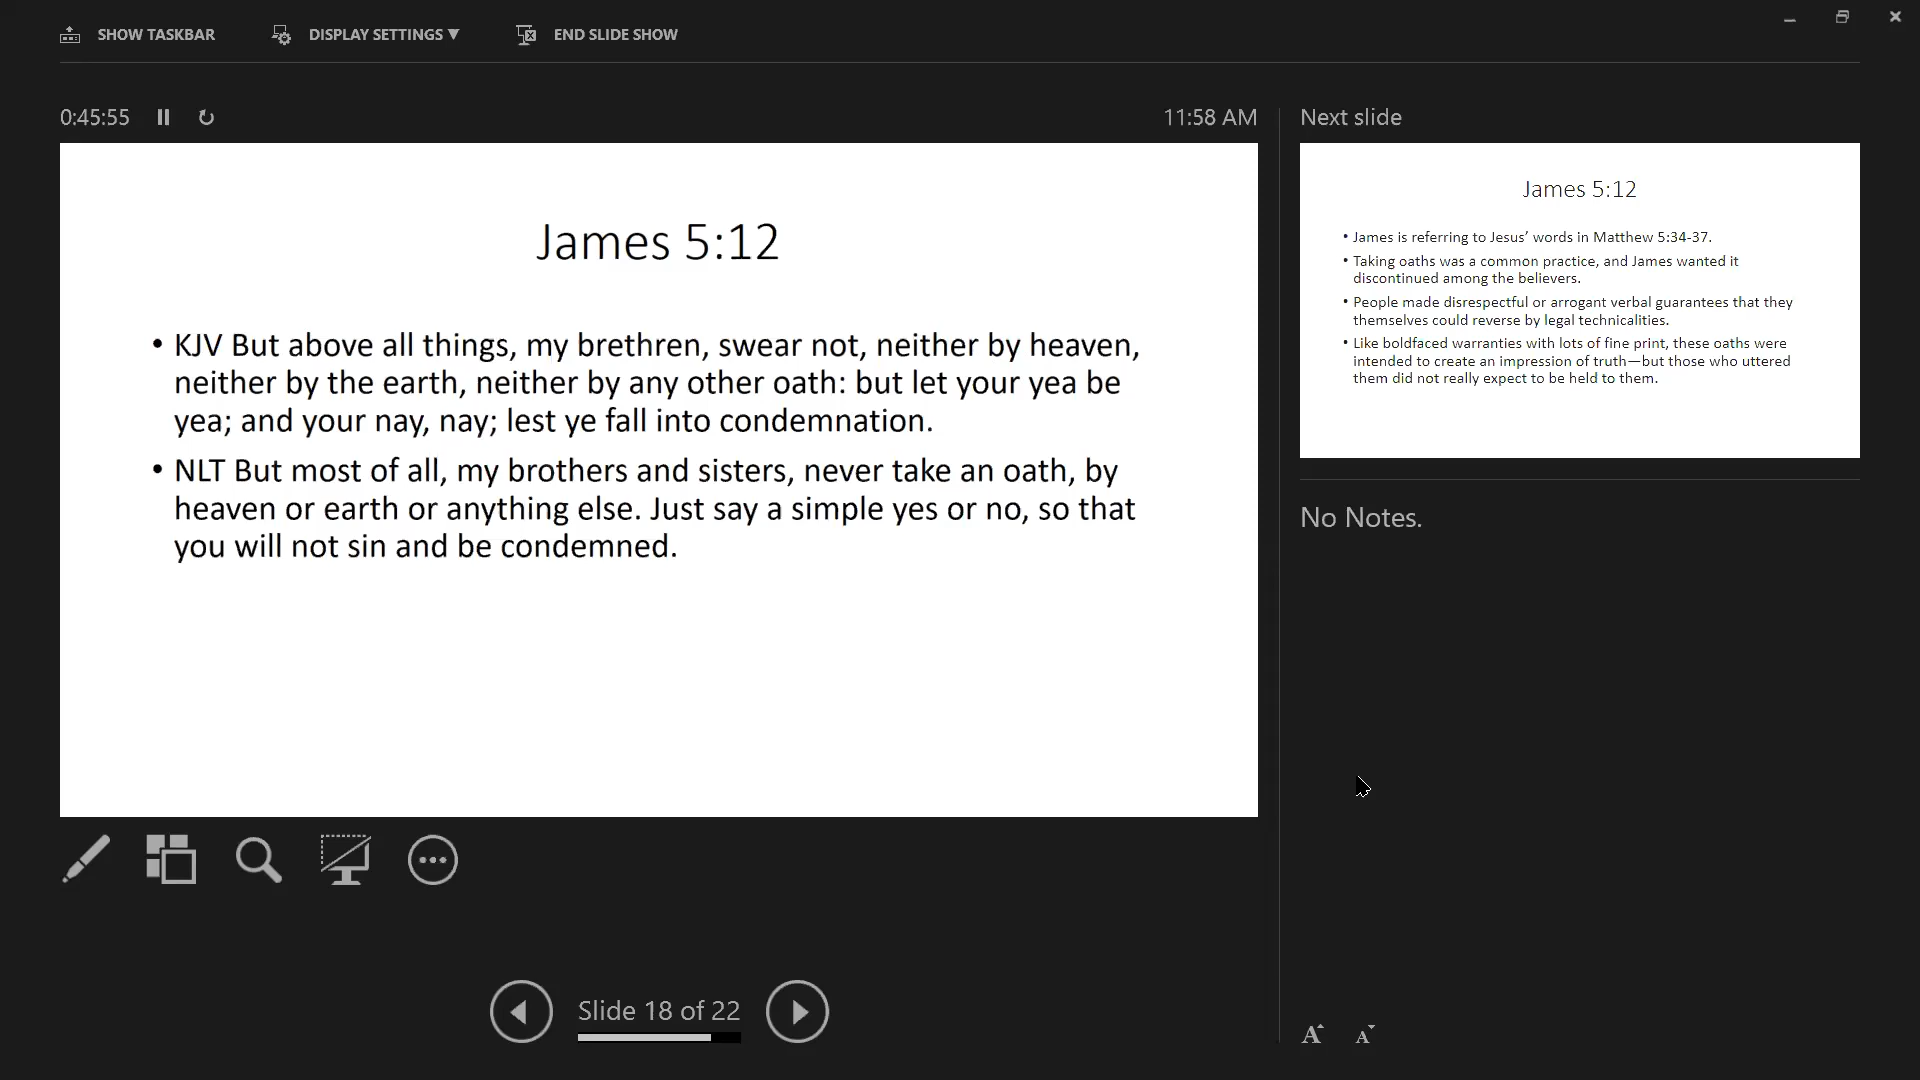 SHOW TASKBAR
DISPLAY SETTINGS ▼
END SLIDE SHOW
0:45:55
11:58 AM
James 5:12
• KJV But above all things, my brethren, swear not, neither by heaven,
neither by the earth, neither by any other oath: but let your yea be
yea; and your nay, nay; lest ye fall into condemnation.
• NLT But most of all, my brothers and sisters, never take an oath, by
heaven or earth or anything else. Just say a simple yes or no, so that
you will not sin and be condemned.
Slide 18 of 22
Next slide
James 5:12
• James is referring to Jesus’ words in Matthew 5:34-37.
• Taking oaths was a common practice, and James wanted it
discontinued among the believers.
• People made disrespectful or arrogant verbal guarantees that they
themselves could reverse by legal technicalities.
• Like boldfaced warranties with lots of fine print, these oaths were
intended to create an impression of truth—but those who uttered
them did not really expect to be held to them.
No Notes.
A A